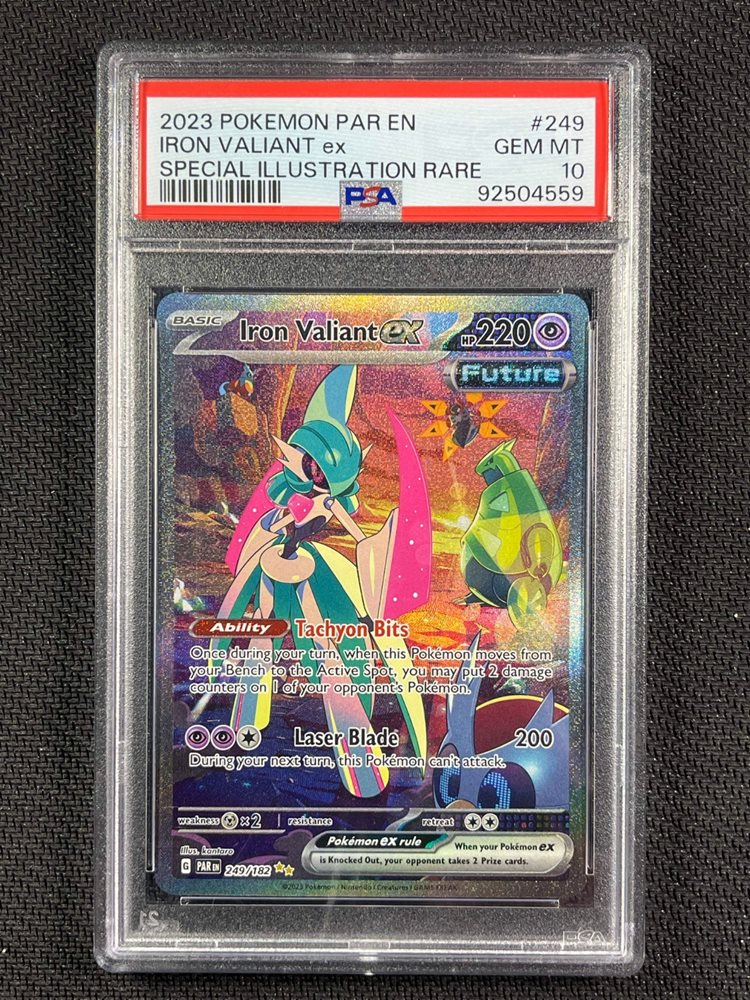 2023 POKEMON PAR EN #249
IRON VALIANT ex GEM MT
SPECIAL ILLUSTRATION RARE 10
PSA 92504559
BASIC Iron Valiant ex HP 220
Future
Ability Tachyon Bits
Once during your turn, when this Pokémon moves from
your Bench to the Active Spot, you may put 2 damage
counters on 1 of your opponent's Pokémon.
Laser Blade 200
During your next turn, this Pokémon can't attack.
weakness ×2 resistance retreat
Illus. kantaro
Pokémon ex rule When your Pokémon ex
is Knocked Out, your opponent takes 2 Prize cards.
G PAR EN 249/182
©2023 Pokémon / Nintendo / Creatures / GAME FREAK